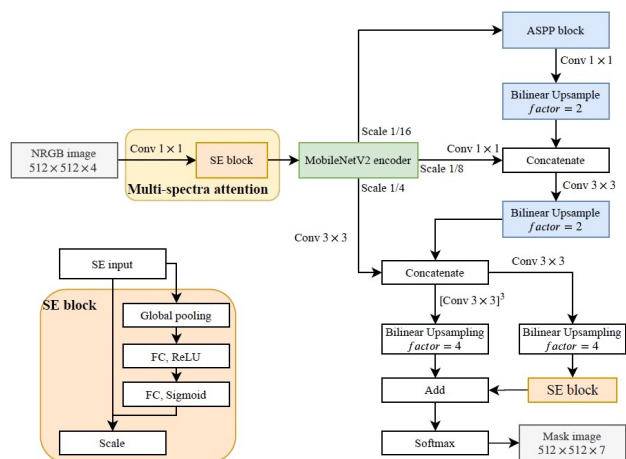 ASPP block
Conv 1 × 1
Bilinear Upsample
factor = 2
Scale 1/16
NRGB image
512 × 512 × 4
Conv 1 × 1
SE block
Multi-spectra attention
MobileNetV2 encoder
Conv 1 × 1
Scale 1/8
Concatenate
Scale 1/4
Conv 3 × 3
Bilinear Upsample
factor = 2
Conv 3 × 3
Concatenate
Conv 3 × 3
[Conv 3 × 3]³
Bilinear Upsampling
factor = 4
Bilinear Upsampling
factor = 4
Add
SE block
Softmax
Mask image
512 × 512 × 7
SE input
SE block
Global pooling
FC, ReLU
FC, Sigmoid
Scale